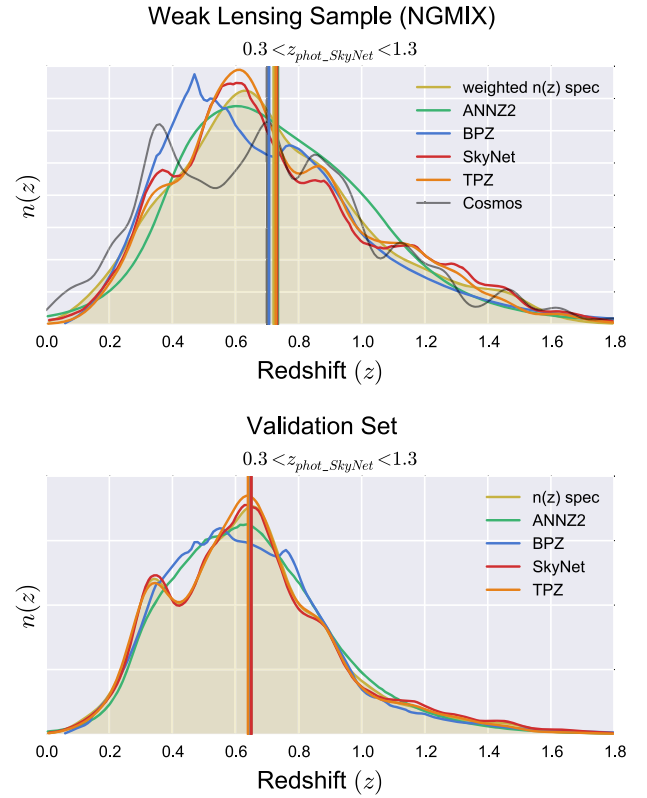 Weak Lensing Sample (NGMIX)
0.3 < z_phot_SkyNet < 1.3
n(z)
weighted n(z) spec
ANNZ2
BPZ
SkyNet
TPZ
Cosmos
0.0 0.2 0.4 0.6 0.8 1.0 1.2 1.4 1.6 1.8
Redshift (z)
Validation Set
0.3 < z_phot_SkyNet < 1.3
n(z)
n(z) spec
ANNZ2
BPZ
SkyNet
TPZ
0.0 0.2 0.4 0.6 0.8 1.0 1.2 1.4 1.6 1.8
Redshift (z)